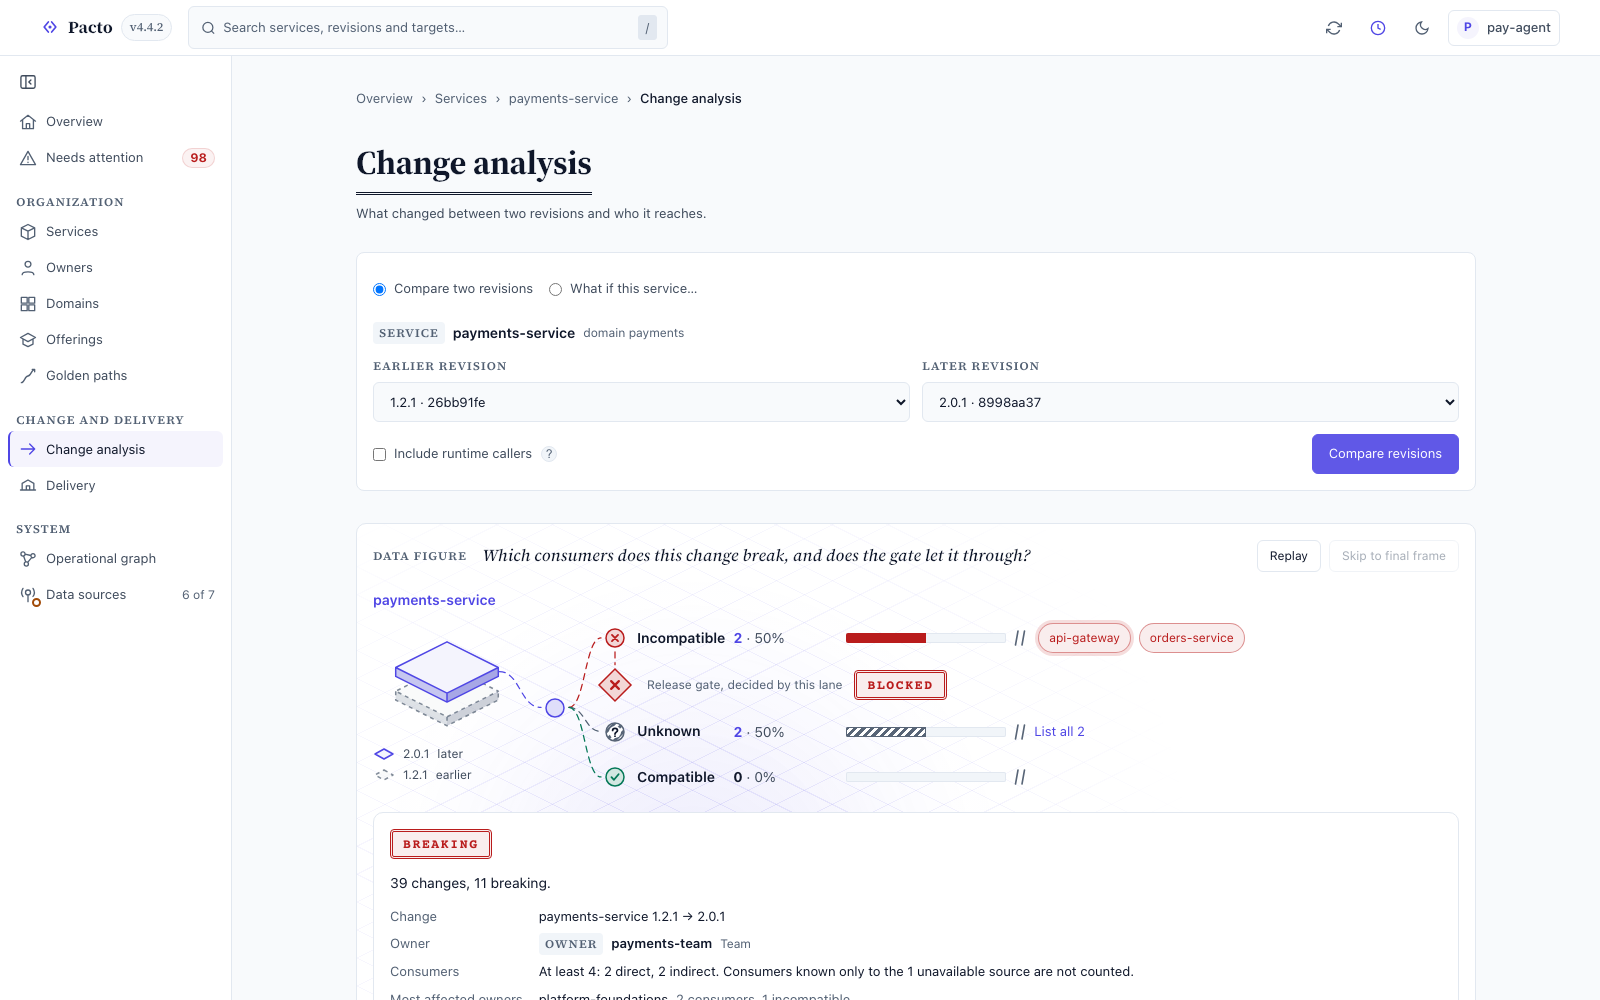 Pacto v4.4.2 Search services, revisions and targets... / P pay-agent
Overview
Needs attention 98
ORGANIZATION
Services
Owners
Domains
Offerings
Golden paths
CHANGE AND DELIVERY
Change analysis
Delivery
SYSTEM
Operational graph
Data sources 6 of 7
Overview › Services › payments-service › Change analysis
Change analysis
What changed between two revisions and who it reaches.
Compare two revisions What if this service...
SERVICE payments-service domain payments
EARLIER REVISION LATER REVISION
1.2.1 · 26bb91fe 2.0.1 · 8998aa37
Include runtime callers ? Compare revisions
DATA FIGURE Which consumers does this change break, and does the gate let it through? Replay Skip to final frame
payments-service
Incompatible 2 · 50% // api-gateway orders-service
Release gate, decided by this lane BLOCKED
? Unknown 2 · 50% // List all 2
2.0.1 later
1.2.1 earlier
Compatible 0 · 0% //
BREAKING
39 changes, 11 breaking.
Change payments-service 1.2.1 → 2.0.1
Owner OWNER payments-team Team
Consumers At least 4: 2 direct, 2 indirect. Consumers known only to the 1 unavailable source are not counted.
Most affected owners platform-foundations 2 consumers, 1 incompatible